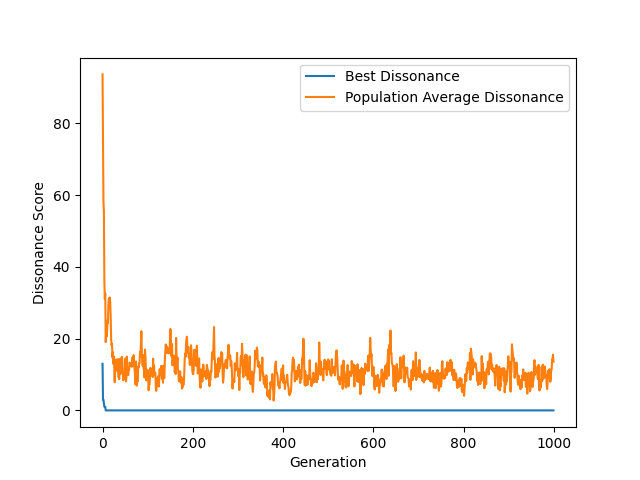 Best Dissonance
Population Average Dissonance
Dissonance Score
80
60
40
20
0
0 200 400 600 800 1000
Generation